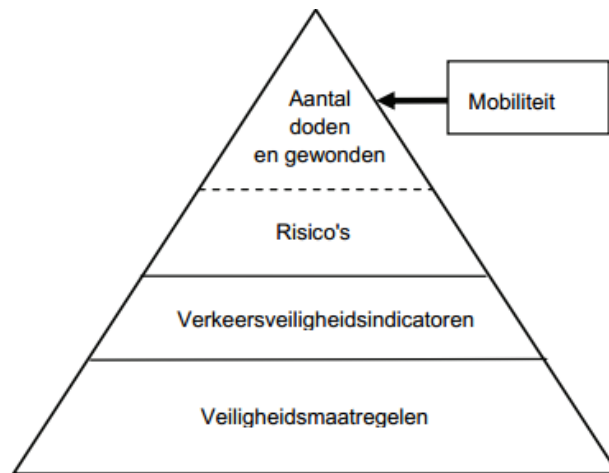 Aantal
doden
en gewonden
Mobiliteit
Risico's
Verkeersveiligheidsindicatoren
Veiligheidsmaatregelen